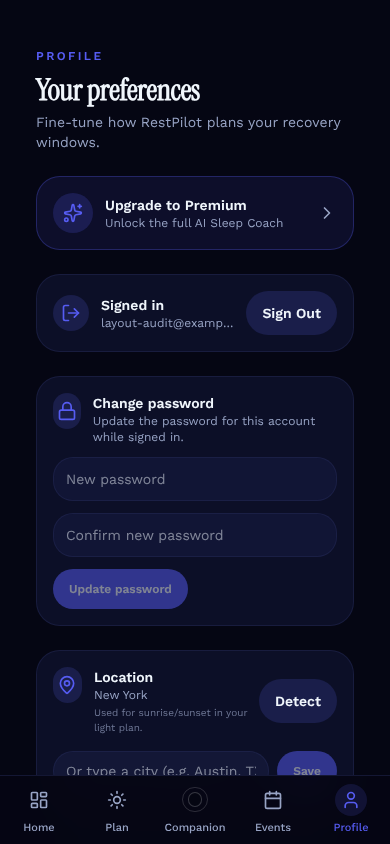 PROFILE
Your preferences
Fine-tune how RestPilot plans your recovery
windows.
Upgrade to Premium
Unlock the full AI Sleep Coach
Signed in
layout-audit@examp...
Sign Out
Change password
Update the password for this account
while signed in.
New password
Confirm new password
Update password
Location
New York
Used for sunrise/sunset in your
light plan.
Detect
Or type a city (e.g. Austin, T
Save
Home
Plan
Companion
Events
Profile